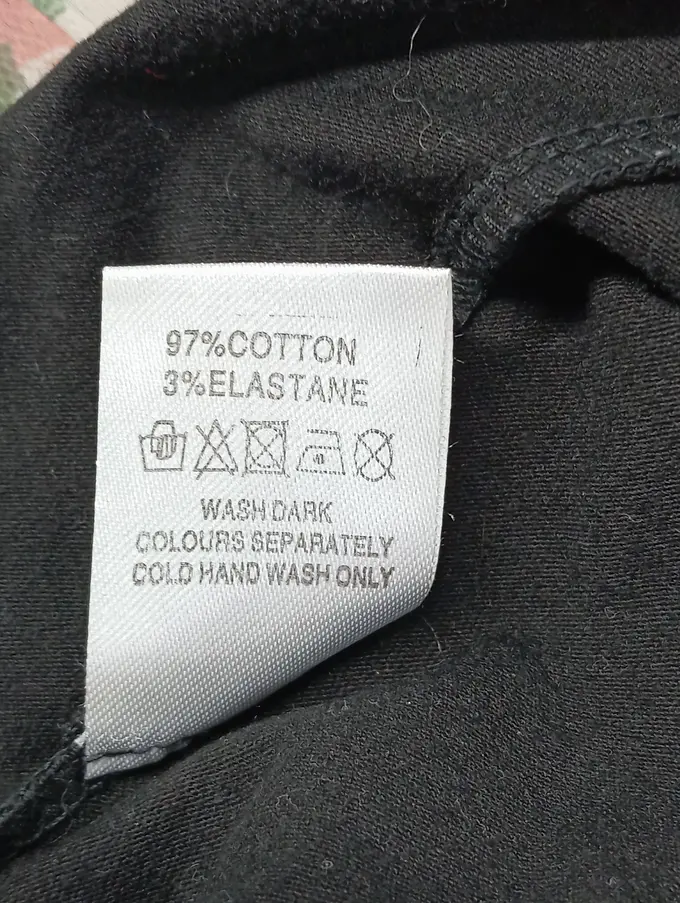 97%COTTON
3%ELASTANE
WASH DARK
COLOURS SEPARATELY
COLD HAND WASH ONLY